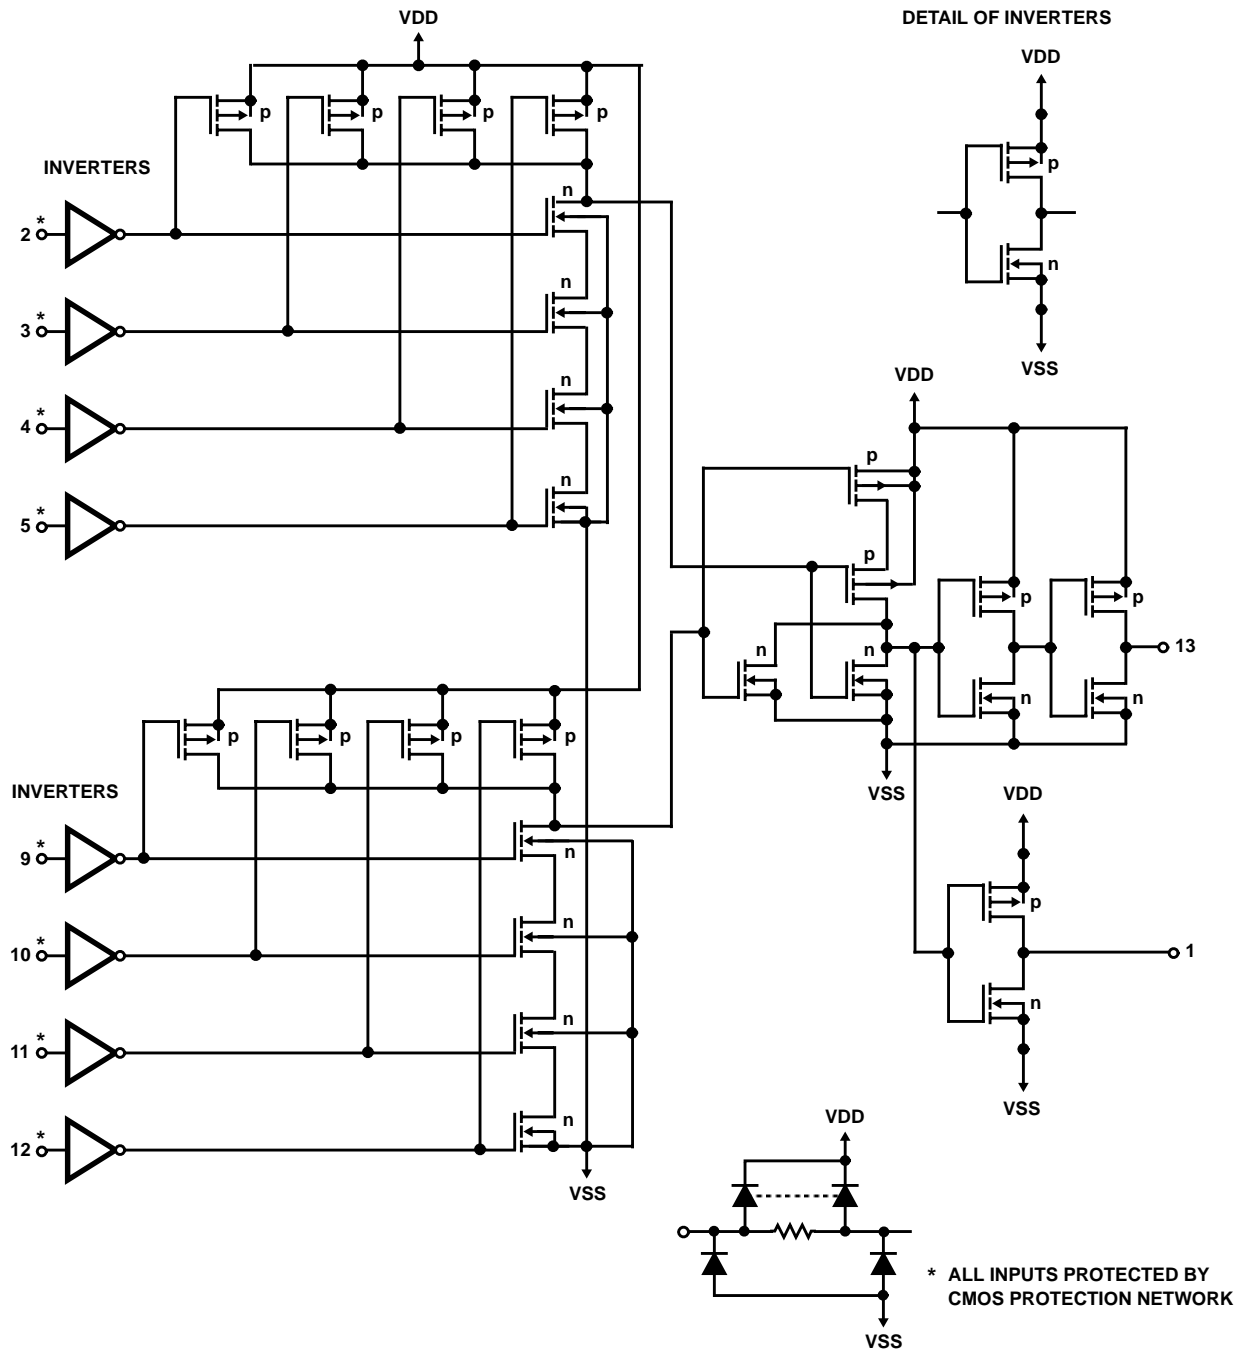 VDD
DETAIL OF INVERTERS
VDD
p
p
p
p
p
INVERTERS
n
* 2
n
n
* 3
VSS
VDD
n
* 4
p
n
* 5
p
p
p
n
n
13
n
n
p
p
p
p
INVERTERS
VSS
VDD
* 9
n
p
n
* 10
1
n
n
* 11
VSS
n
VDD
* 12
VSS
* ALL INPUTS PROTECTED BY
CMOS PROTECTION NETWORK
VSS